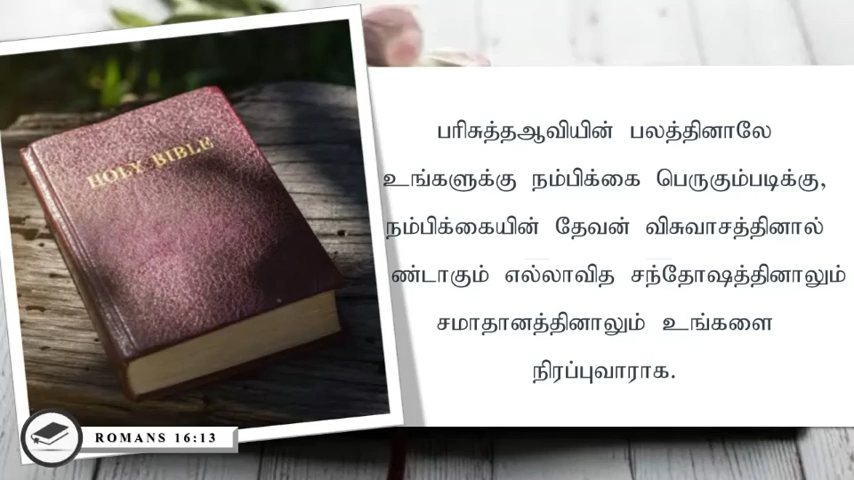 HOLY BIBLE
பரிசுத்தஆவியின் பலத்தினாலே
உங்களுக்கு நம்பிக்கை பெருகும்படிக்கு,
நம்பிக்கையின் தேவன் விசுவாசத்தினால்
ண்டாகும் எல்லாவித சந்தோஷத்தினாலும்
சமாதானத்தினாலும் உங்களை
நிரப்புவாராக.
ROMANS 16:13